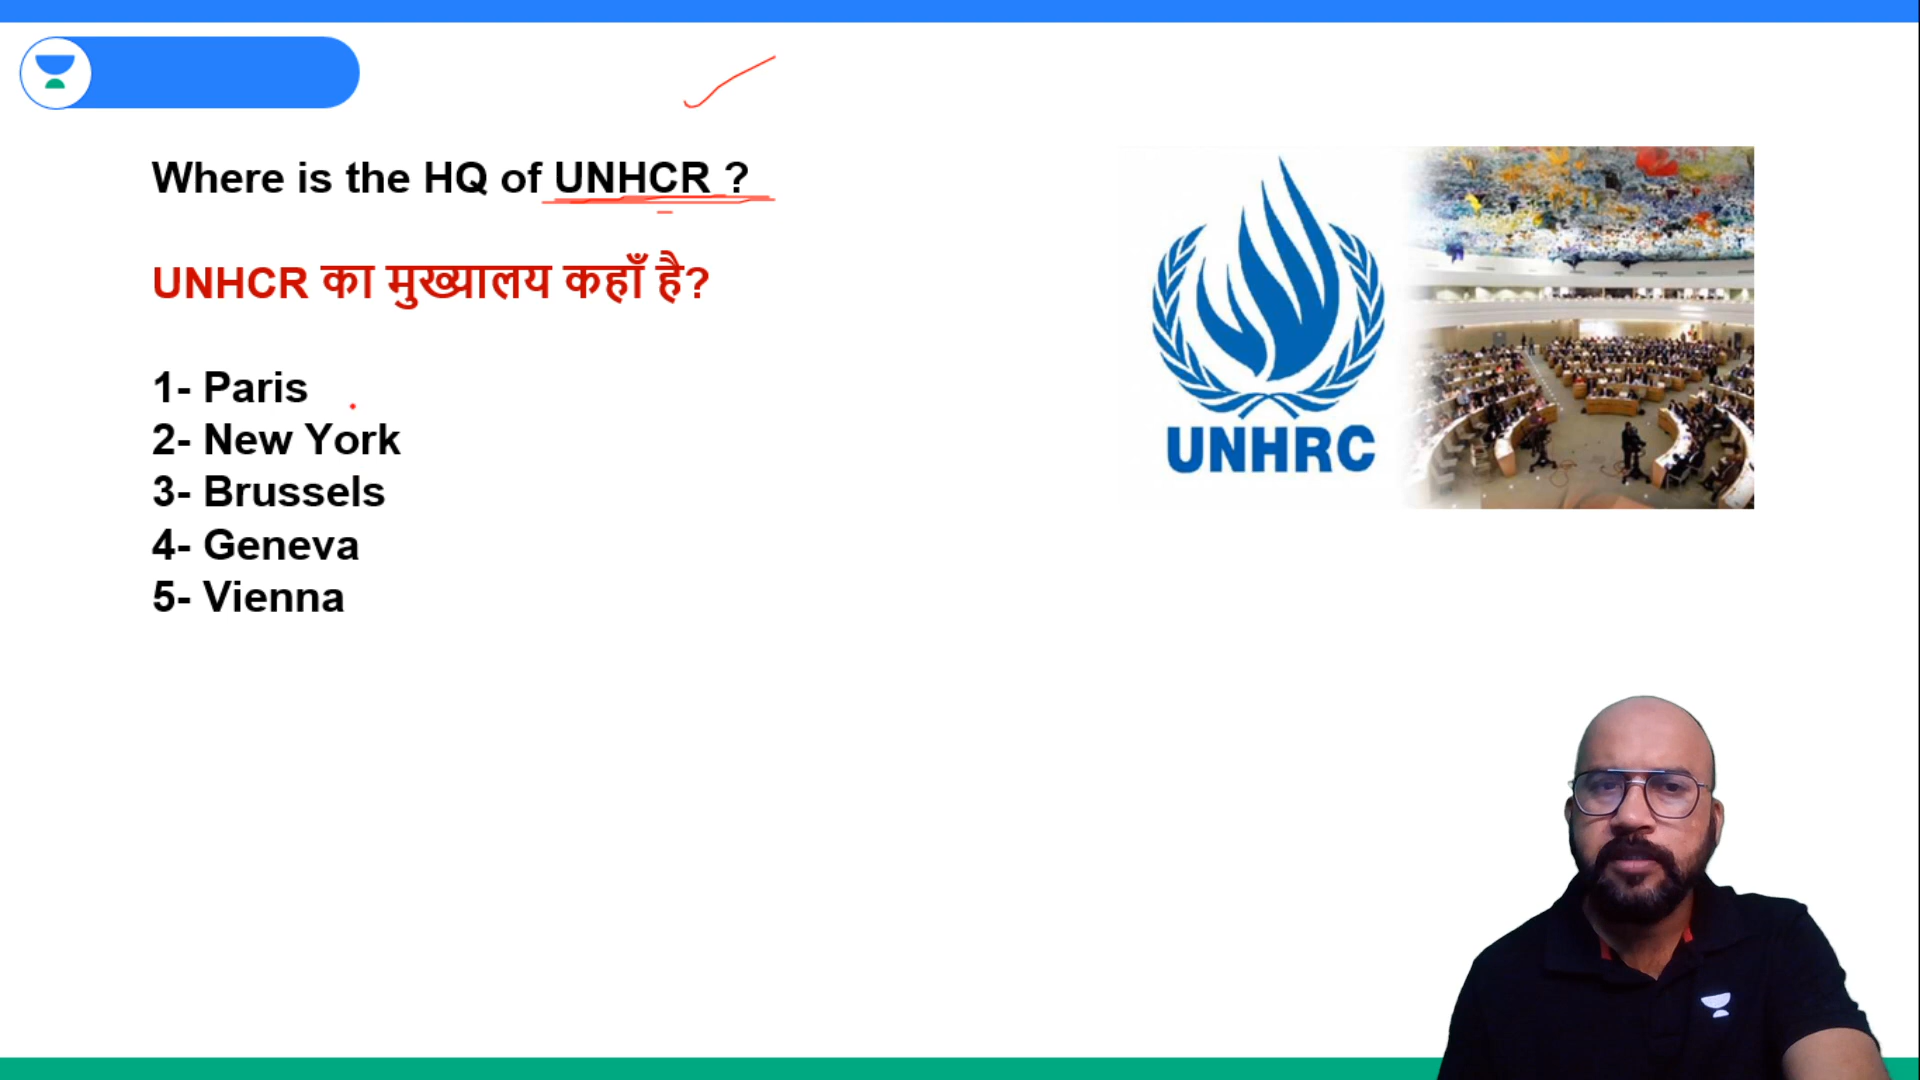 Where is the HQ of UNHCR ?
UNHCR का मुख्यालय कहाँ है?
1- Paris
2- New York
3- Brussels
4- Geneva
5- Vienna
UNHRC